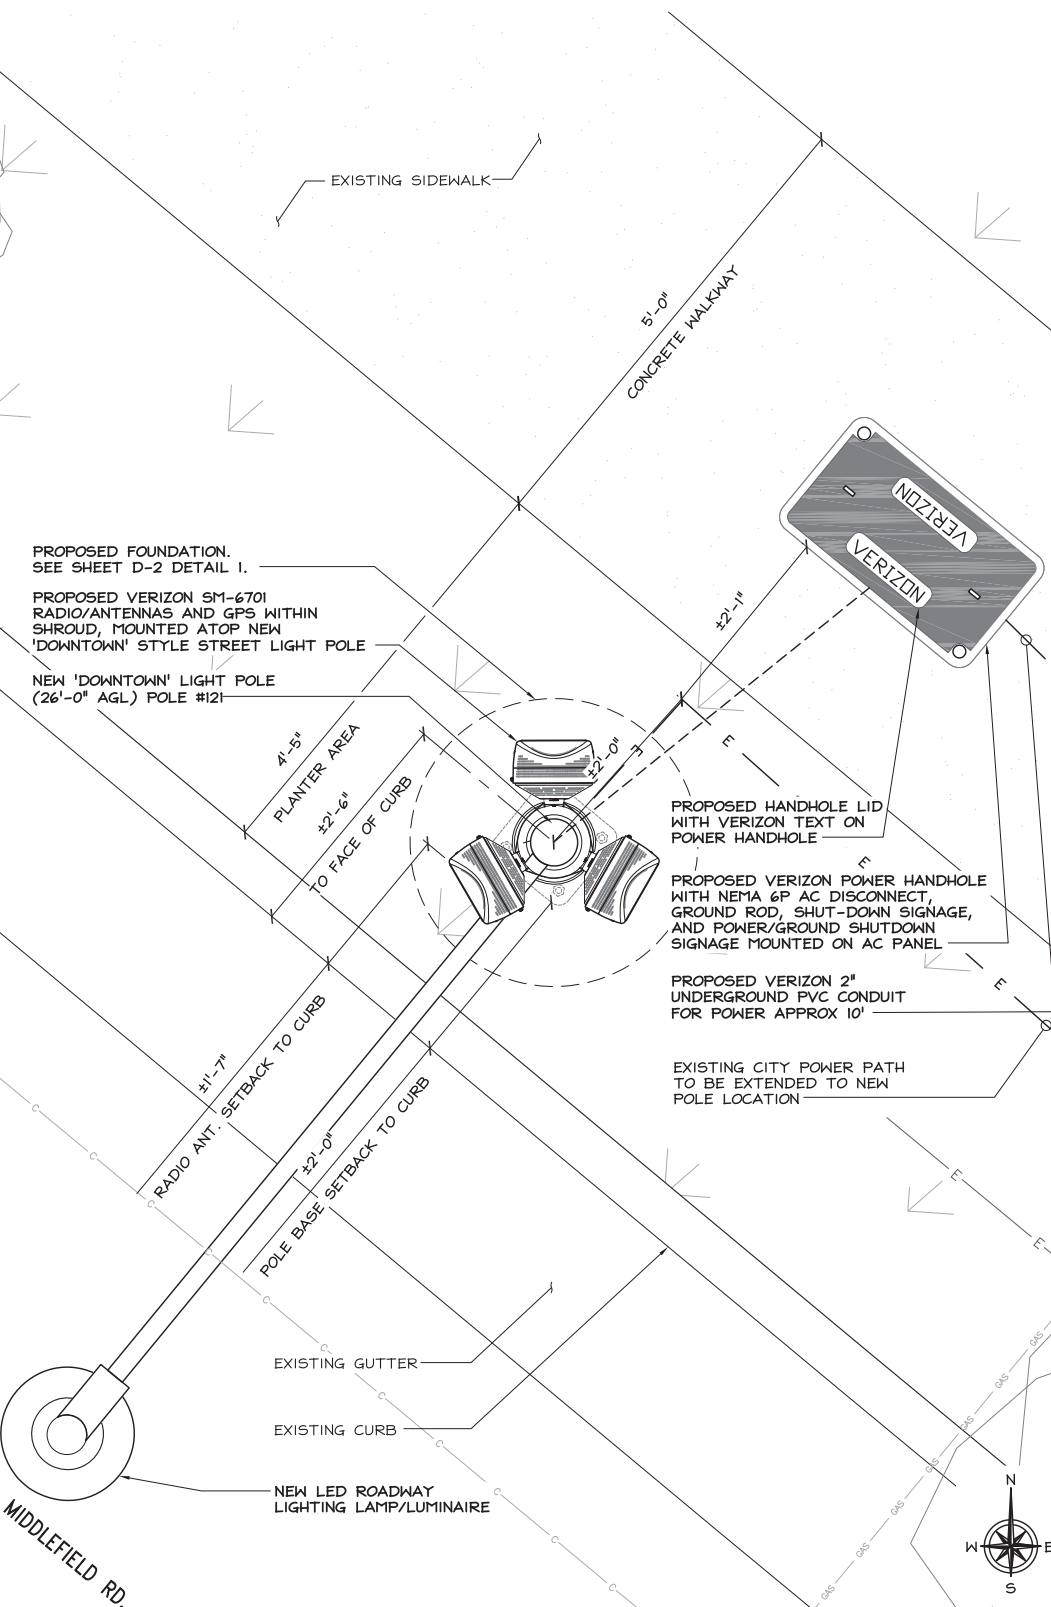 EXISTING SIDEWALK
5'-0"
CONCRETE WALKWAY
VERIZON
VERIZON
PROPOSED FOUNDATION.
SEE SHEET D-2 DETAIL 1.
PROPOSED VERIZON SM-6701
RADIO/ANTENNAS AND GPS WITHIN
SHROUD, MOUNTED ATOP NEW
'DOWNTOWN' STYLE STREET LIGHT POLE
NEW 'DOWNTOWN' LIGHT POLE
(26'-0" AGL) POLE #121
±2'-1"
4'-5"
PLANTER AREA
±2'-6"
TO FACE OF CURB
±2'-0"
E
E
PROPOSED HANDHOLE LID
WITH VERIZON TEXT ON
POWER HANDHOLE
E
PROPOSED VERIZON POWER HANDHOLE
WITH NEMA 6P AC DISCONNECT,
GROUND ROD, SHUT-DOWN SIGNAGE,
AND POWER/GROUND SHUTDOWN
SIGNAGE MOUNTED ON AC PANEL
E
PROPOSED VERIZON 2"
UNDERGROUND PVC CONDUIT
FOR POWER APPROX 10'
EXISTING CITY POWER PATH
TO BE EXTENDED TO NEW
POLE LOCATION
±1'-7"
RADIO ANT. SETBACK TO CURB
±2'-0"
POLE BASE SETBACK TO CURB
E
E
C
C
C
C
C
C
C
C
C
C
C
EXISTING GUTTER
EXISTING CURB
NEW LED ROADWAY
LIGHTING LAMP/LUMINAIRE
MIDDLEFIELD RD.
GAS
GAS
GAS
GAS
GAS
GAS
GAS
N
W
E
S